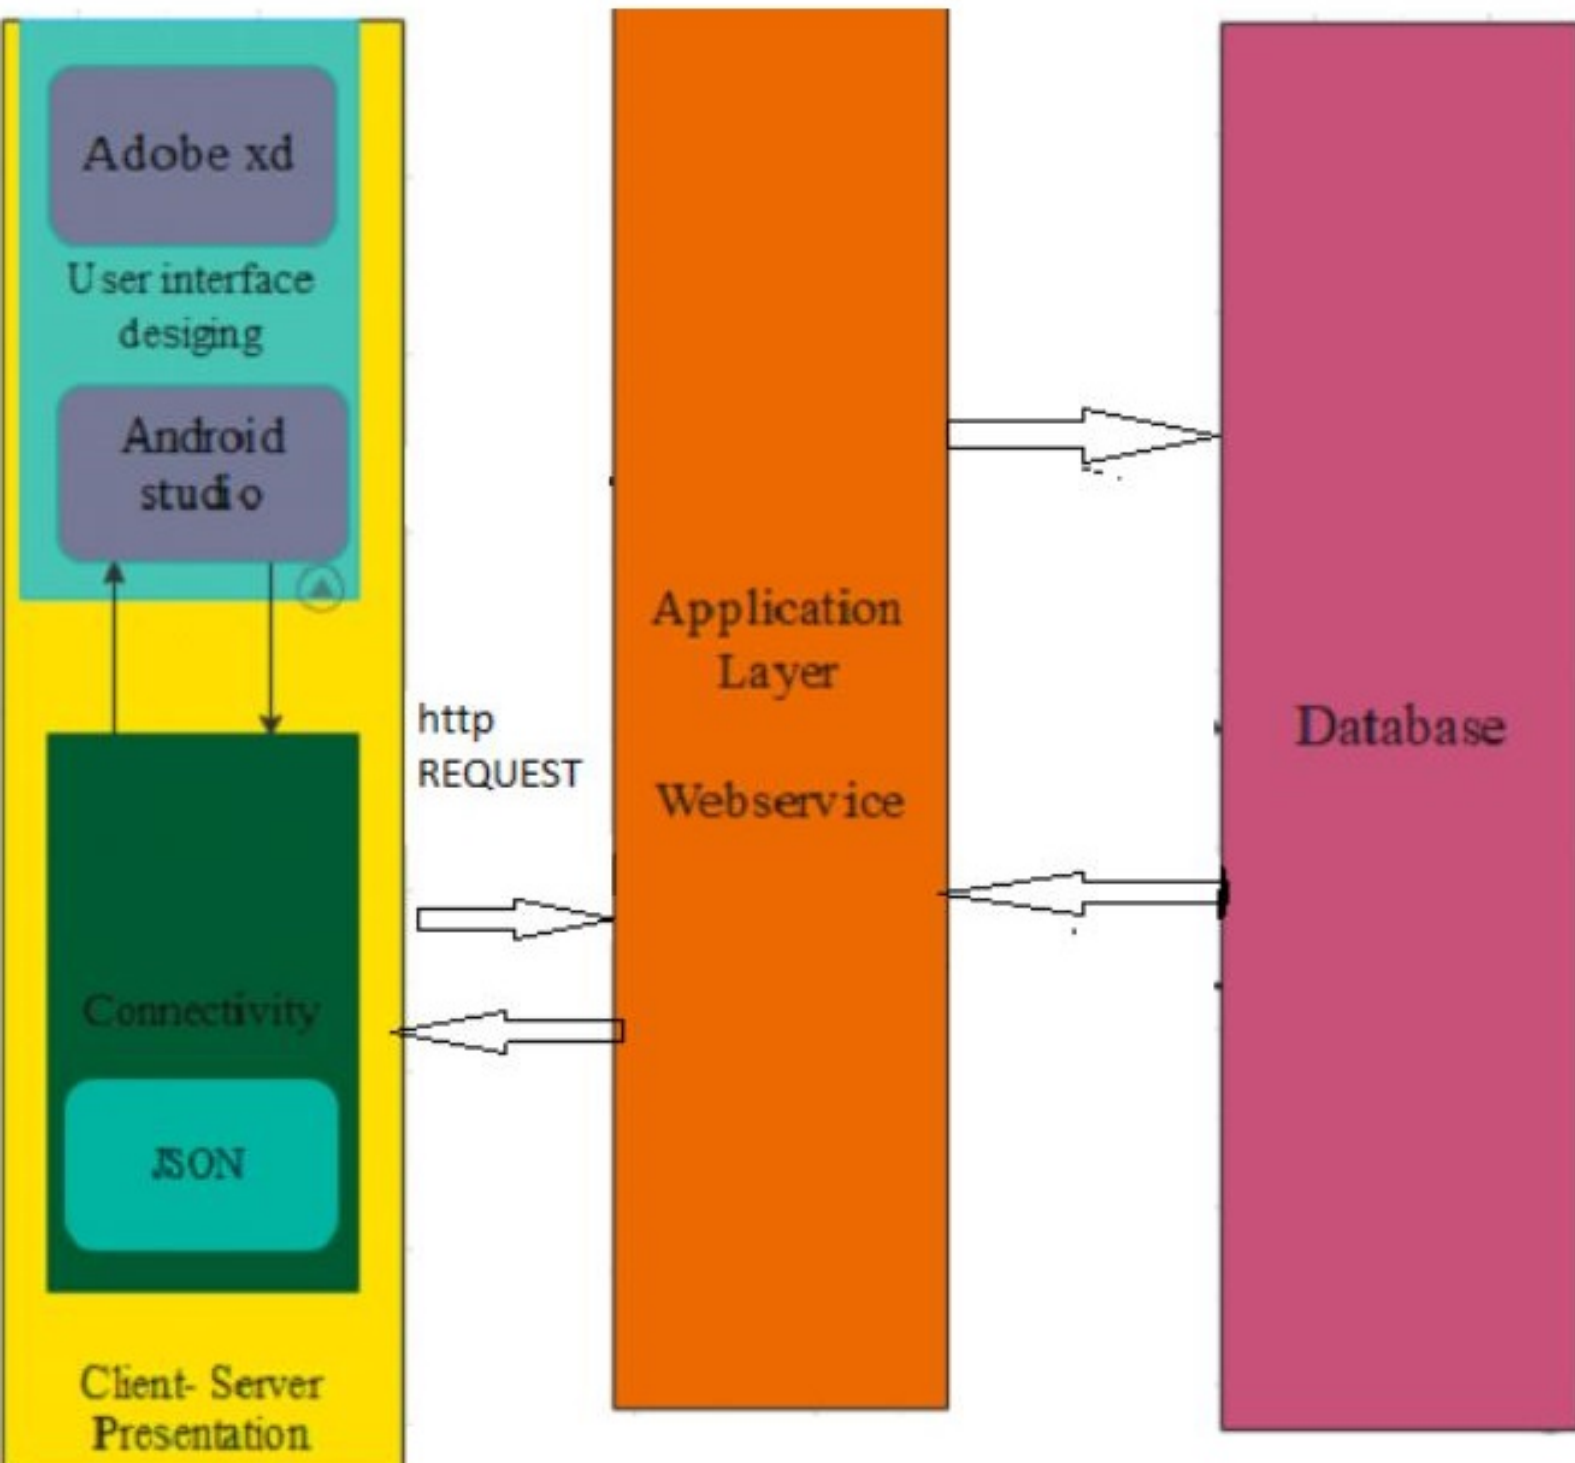 Adobe xd
User interface
desiging
Android
studio
Connectivity
JSON
Client- Server
Presentation
http
REQUEST
Application
Layer
Webservice
Database